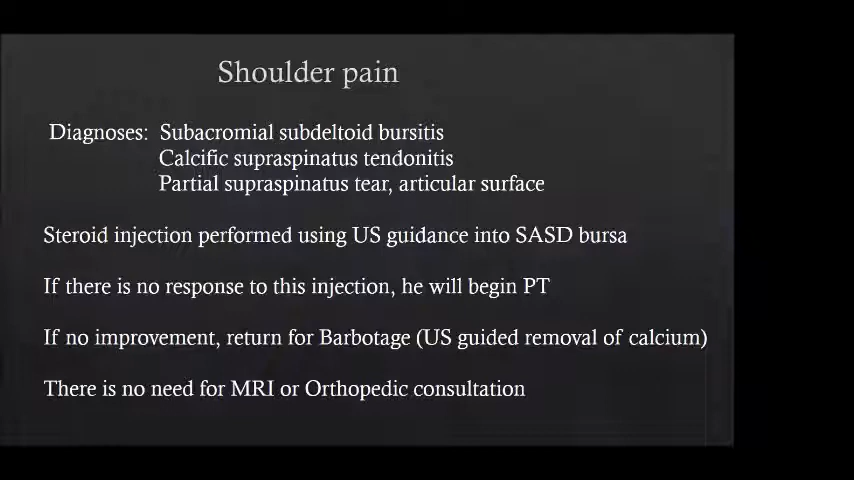 Shoulder pain
Diagnoses: Subacromial subdeltoid bursitis
Calcific supraspinatus tendonitis
Partial supraspinatus tear, articular surface
Steroid injection performed using US guidance into SASD bursa
If there is no response to this injection, he will begin PT
If no improvement, return for Barbotage (US guided removal of calcium)
There is no need for MRI or Orthopedic consultation